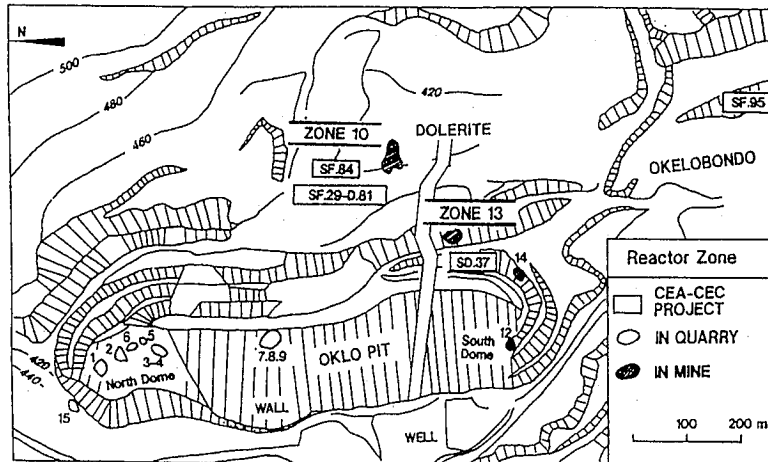 N
500
480
460
420
ZONE 10
DOLERITE
SF.84
SF.29-D.81
SF.95
OKELOBONDO
ZONE 13
SD.37
14
12
South
Dome
OKLO PIT
7.8.9
WALL
WELL
1
2
6
5
3-4
North Dome
15
420
440
Reactor Zone
CEA-CEC
PROJECT
IN QUARRY
IN MINE
100 200 m